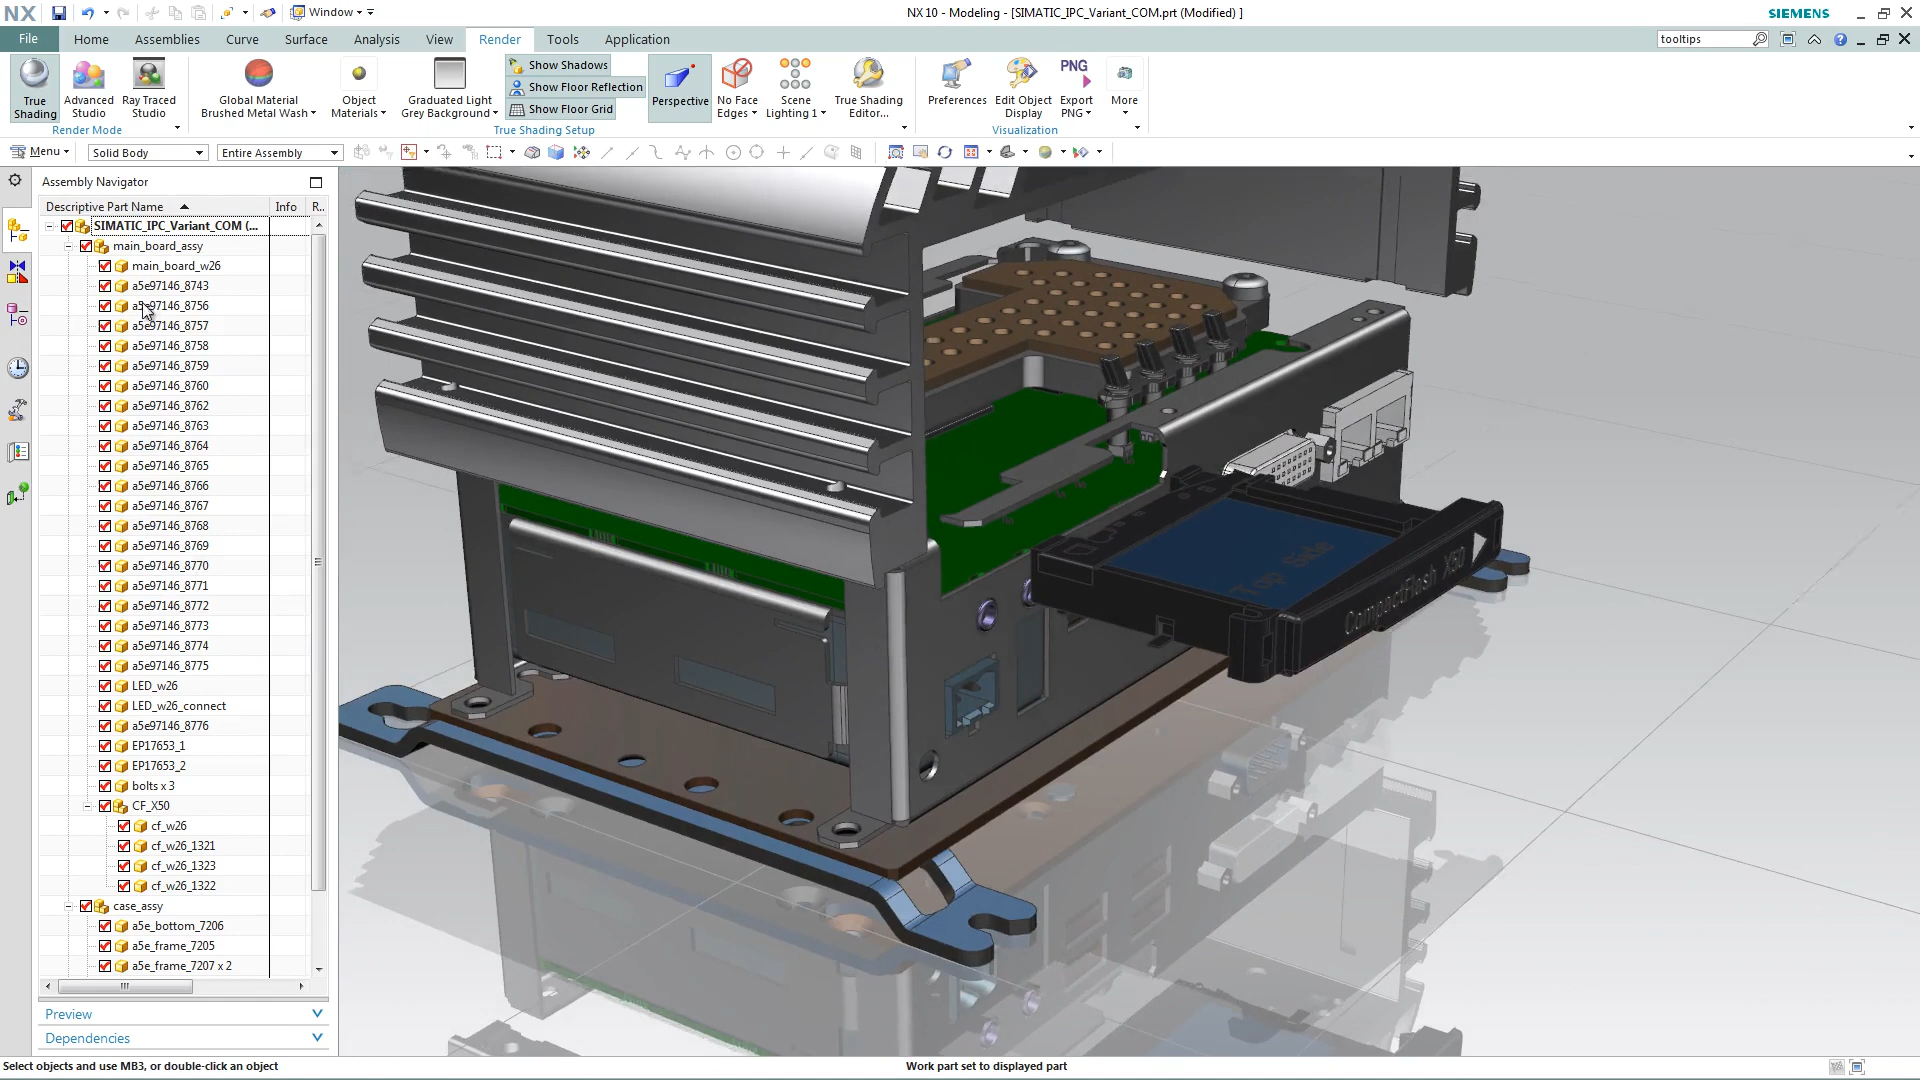 NX Window NX 10 - Modeling - [SIMATIC_IPC_Variant_COM.prt (Modified) ] SIEMENS
File Home Assemblies Curve Surface Analysis View Render Tools Application tooltips
True Shading Advanced Studio Ray Traced Studio Global Material Brushed Metal Wash Object Materials Graduated Light Grey Background Show Shadows Show Floor Reflection Show Floor Grid Perspective No Face Edges Scene Lighting 1 True Shading Editor... Preferences Edit Object Display PNG Export PNG More
Render Mode True Shading Setup Visualization
Menu Solid Body Entire Assembly
Assembly Navigator
Descriptive Part Name Info R..
SIMATIC_IPC_Variant_COM (...
main_board_assy
main_board_w26
a5e97146_8743
a5e97146_8756
a5e97146_8757
a5e97146_8758
a5e97146_8759
a5e97146_8760
a5e97146_8762
a5e97146_8763
a5e97146_8764
a5e97146_8765
a5e97146_8766
a5e97146_8767
a5e97146_8768
a5e97146_8769
a5e97146_8770
a5e97146_8771
a5e97146_8772
a5e97146_8773
a5e97146_8774
a5e97146_8775
LED_w26
LED_w26_connect
a5e97146_8776
EP17653_1
EP17653_2
bolts x 3
CF_X50
cf_w26
cf_w26_1321
cf_w26_1323
cf_w26_1322
case_assy
a5e_bottom_7206
a5e_frame_7205
a5e_frame_7207 x 2
Preview
Dependencies
Top side
CompactFlash X50
Select objects and use MB3, or double-click an object Work part set to displayed part